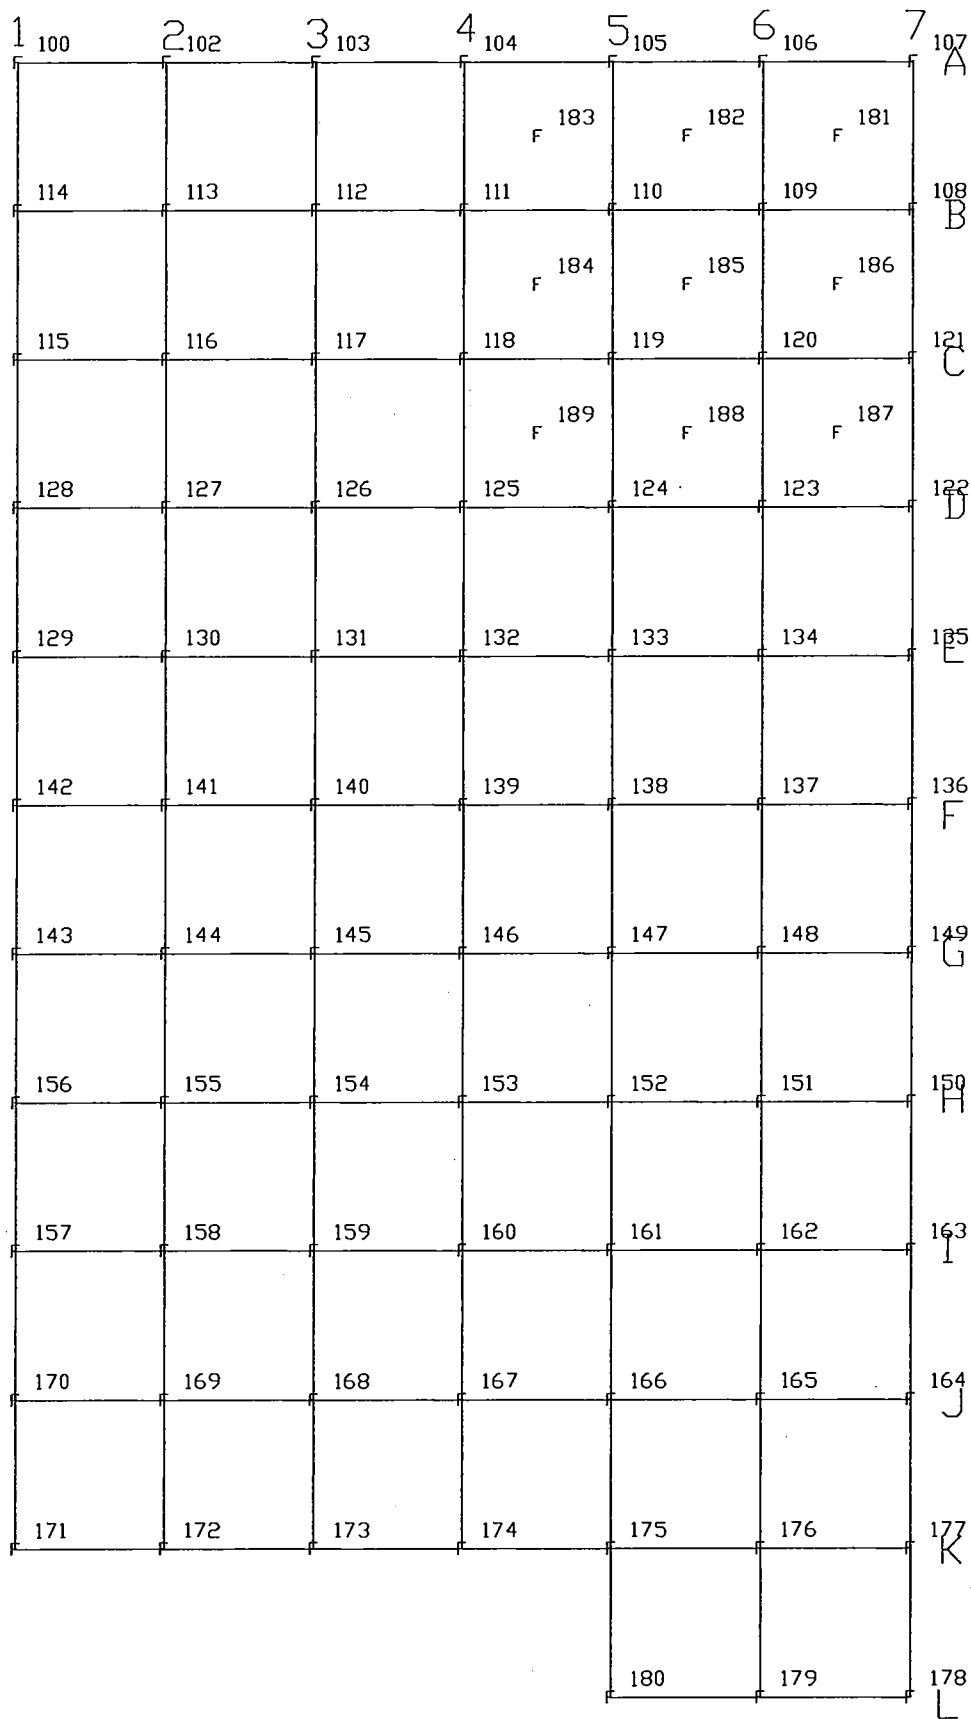 1 2 3 4 5 6 7
100 102 103 104 105 106 107
A
F 183 F 182 F 181
114 113 112 111 110 109 108
B
F 184 F 185 F 186
115 116 117 118 119 120 121
C
F 189 F 188 F 187
128 127 126 125 124 123 122
D
129 130 131 132 133 134 135
E
142 141 140 139 138 137 136
F
143 144 145 146 147 148 149
G
156 155 154 153 152 151 150
H
157 158 159 160 161 162 163
I
170 169 168 167 166 165 164
J
171 172 173 174 175 176 177
K
180 179 178
L